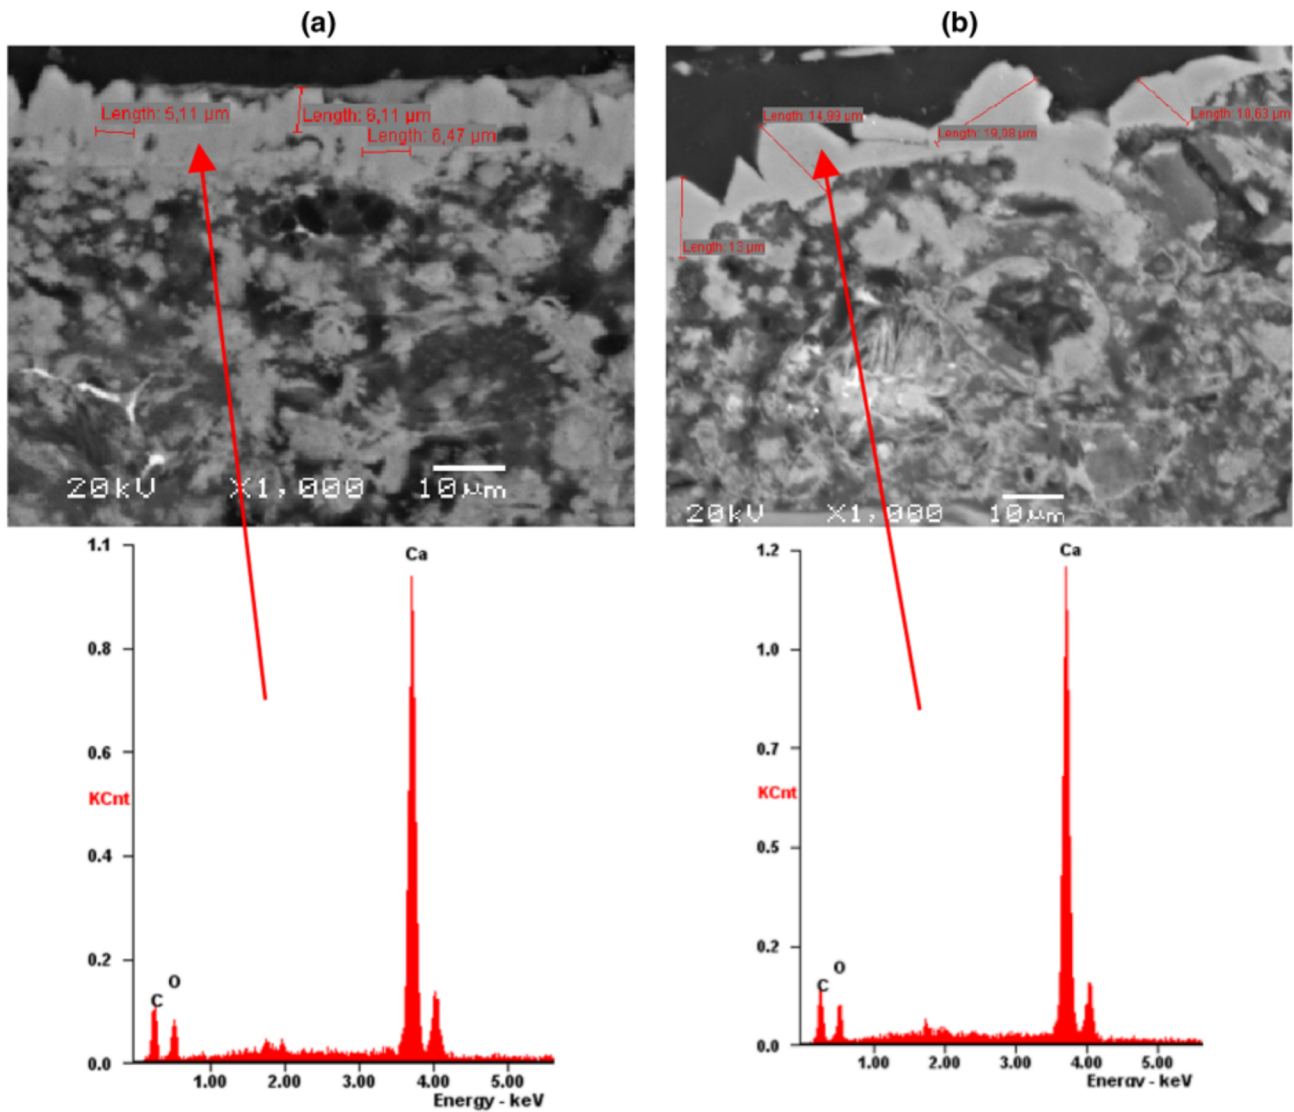 (a)
Length: 5,11 µm
Length: 6,11 µm
Length: 6,47 µm
20kV X1,000 10µm
(b)
Length: 14,99 µm
Length: 19,08 µm
Length: 10,63 µm
Length: 13 µm
20kV X1,000 10µm
1.1
Ca
0.8
0.6
KCnt
0.4
0.2
O
C
0.0
1.00 2.00 3.00 4.00 5.00
Energy - keV
1.2
Ca
1.0
0.7
KCnt
0.5
0.2
O
C
0.0
1.00 2.00 3.00 4.00 5.00
Energy - keV